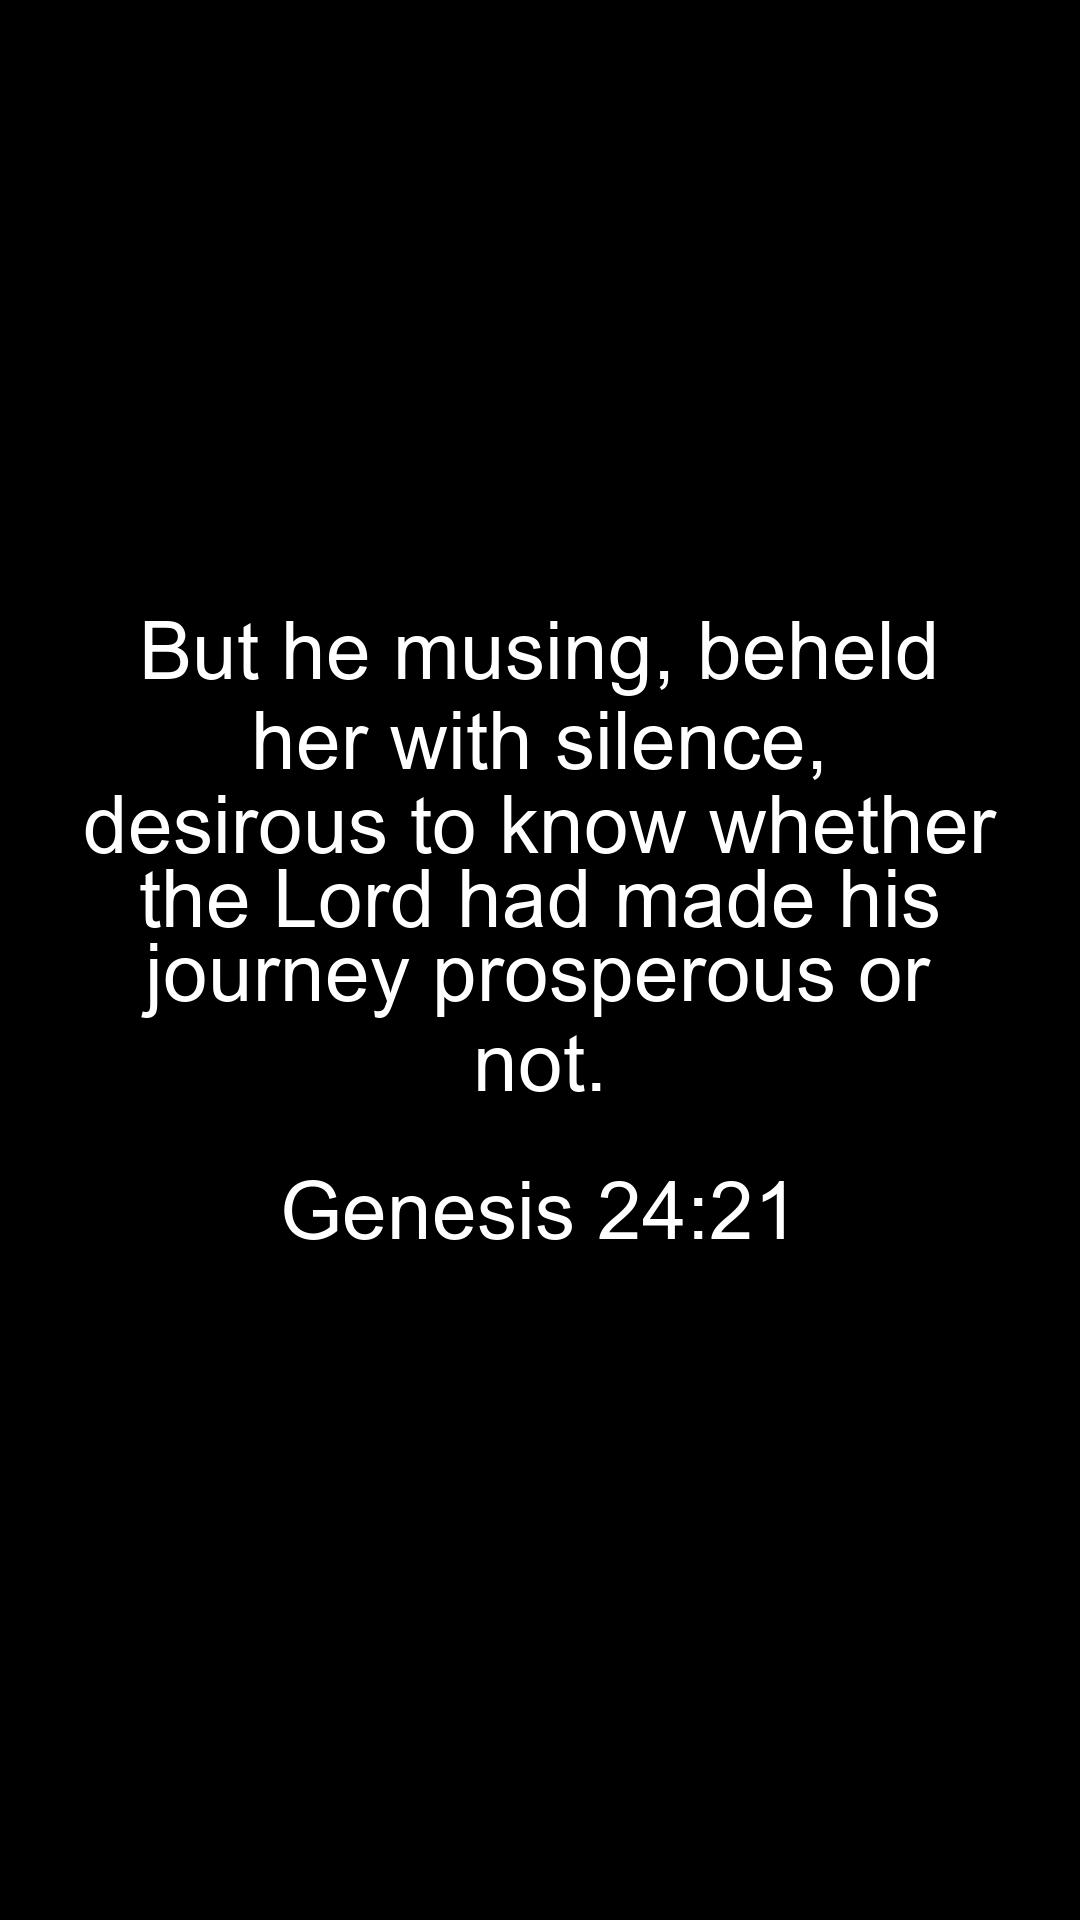 But he musing, beheld
her with silence,
desirous to know whether
the Lord had made his
journey prosperous or
not.
Genesis 24:21